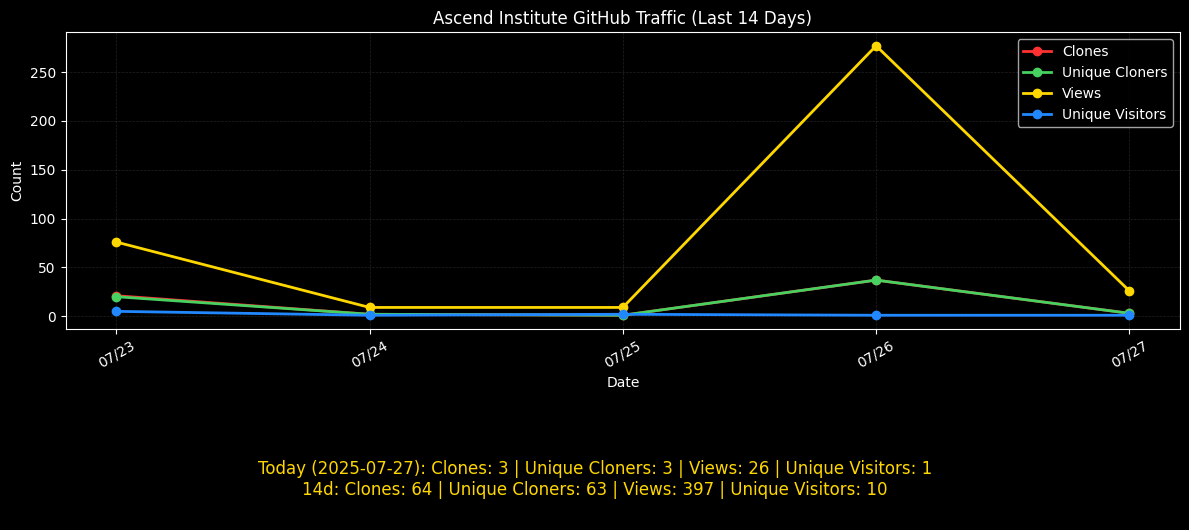 Ascend Institute GitHub Traffic (Last 14 Days)
Clones
Unique Cloners
Views
Unique Visitors
Count
250
200
150
100
50
0
07/23
07/24
07/25
07/26
07/27
Date
Today (2025-07-27): Clones: 3 | Unique Cloners: 3 | Views: 26 | Unique Visitors: 1
14d: Clones: 64 | Unique Cloners: 63 | Views: 397 | Unique Visitors: 10